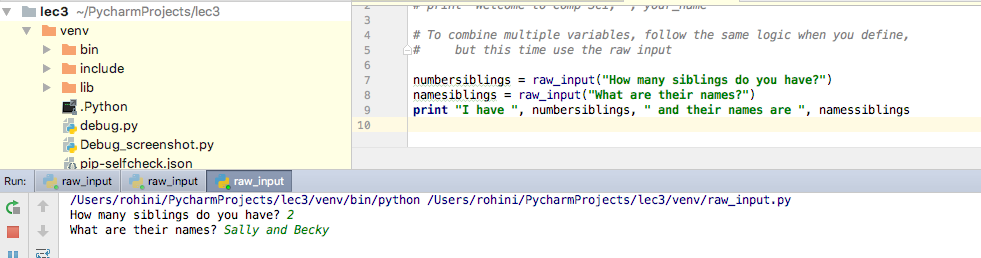 lec3 ~/PycharmProjects/lec3
venv
bin
include
lib
.Python
debug.py
Debug_screenshot.py
pip-selfcheck.json
2 # print "Welcome to Comp Sci, ", your_name
3
4 # To combine multiple variables, follow the same logic when you define,
5 # but this time use the raw input
6
7 numbersiblings = raw_input("How many siblings do you have?")
8 namesiblings = raw_input("What are their names?")
9 print "I have ", numbersiblings, " and their names are ", namessiblings
10
Run: raw_input raw_input raw_input
/Users/rohini/PycharmProjects/lec3/venv/bin/python /Users/rohini/PycharmProjects/lec3/venv/raw_input.py
How many siblings do you have? 2
What are their names? Sally and Becky